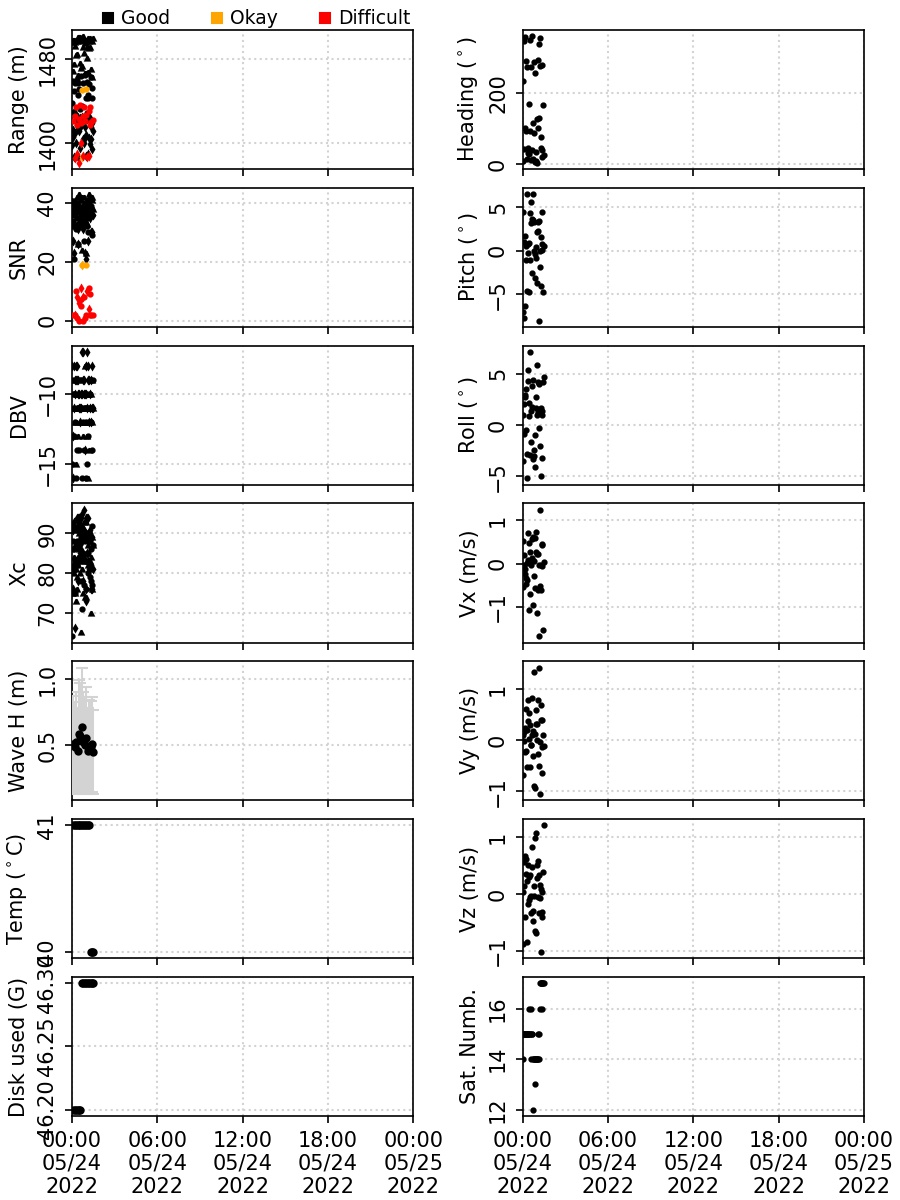 Good Okay Difficult
Range (m)
1480
1400
Heading (°)
200
0
SNR
40
20
0
Pitch (°)
5
0
−5
DBV
−10
−15
Roll (°)
5
0
−5
Xc
90
80
70
Vx (m/s)
1
0
−1
Wave H (m)
1.0
0.5
Vy (m/s)
1
0
−1
Temp (°C)
41
40
Vz (m/s)
1
0
−1
Disk used (G)
46.30
46.25
46.20
Sat. Numb.
16
14
12
00:00 06:00 12:00 18:00 00:00 00:00 06:00 12:00 18:00 00:00
05/24 05/24 05/24 05/24 05/25 05/24 05/24 05/24 05/24 05/25
2022 2022 2022 2022 2022 2022 2022 2022 2022 2022